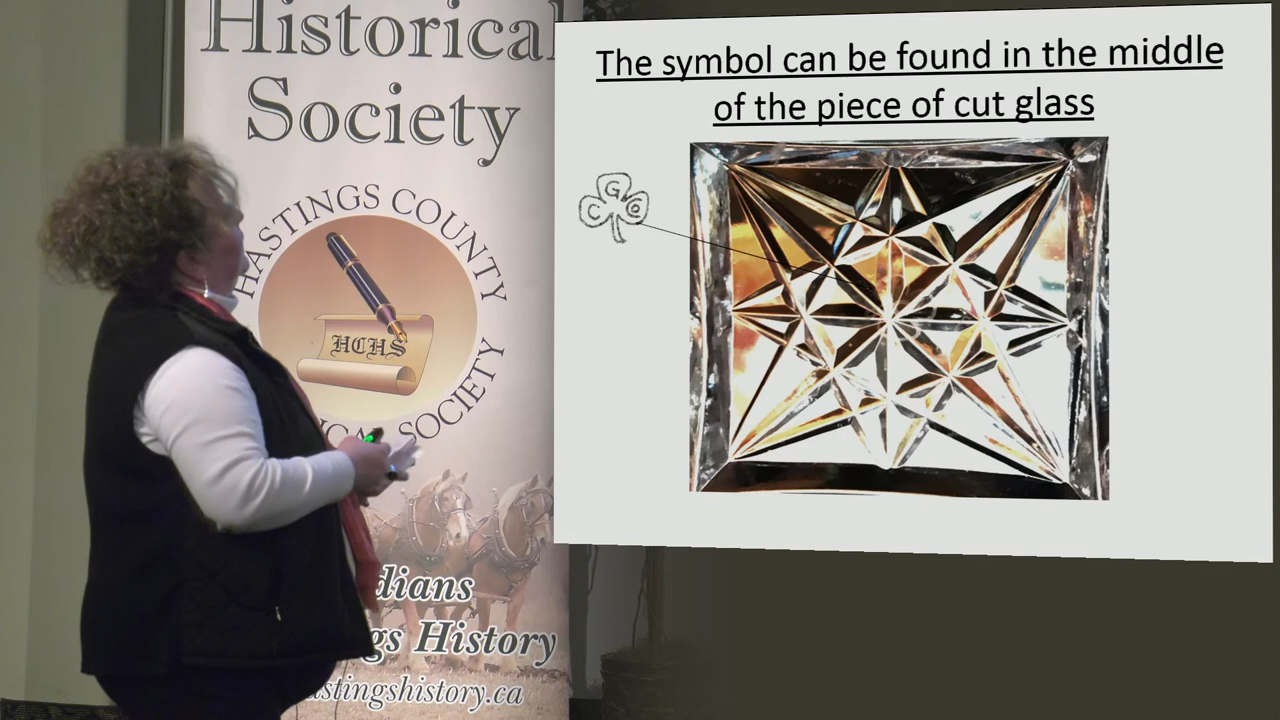 Historical
Society
HASTINGS COUNTY
HCHS
SOCIETY
dians
gs History
stingshistory.ca
The symbol can be found in the middle
of the piece of cut glass
C G O